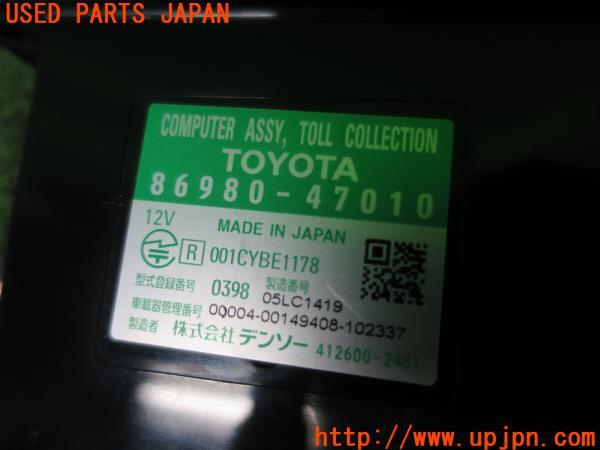 USED PARTS JAPAN
COMPUTER ASSY, TOLL COLLECTION
TOYOTA
86980-47010
12V
MADE IN JAPAN
R 001CYBE1178
型式登録番号 0398 製造番号 05LC1419
車載器管理番号 00004-00149408-102337
製造者 株式会社デンソー 412600-2461
UPJ
www.upjpn.com